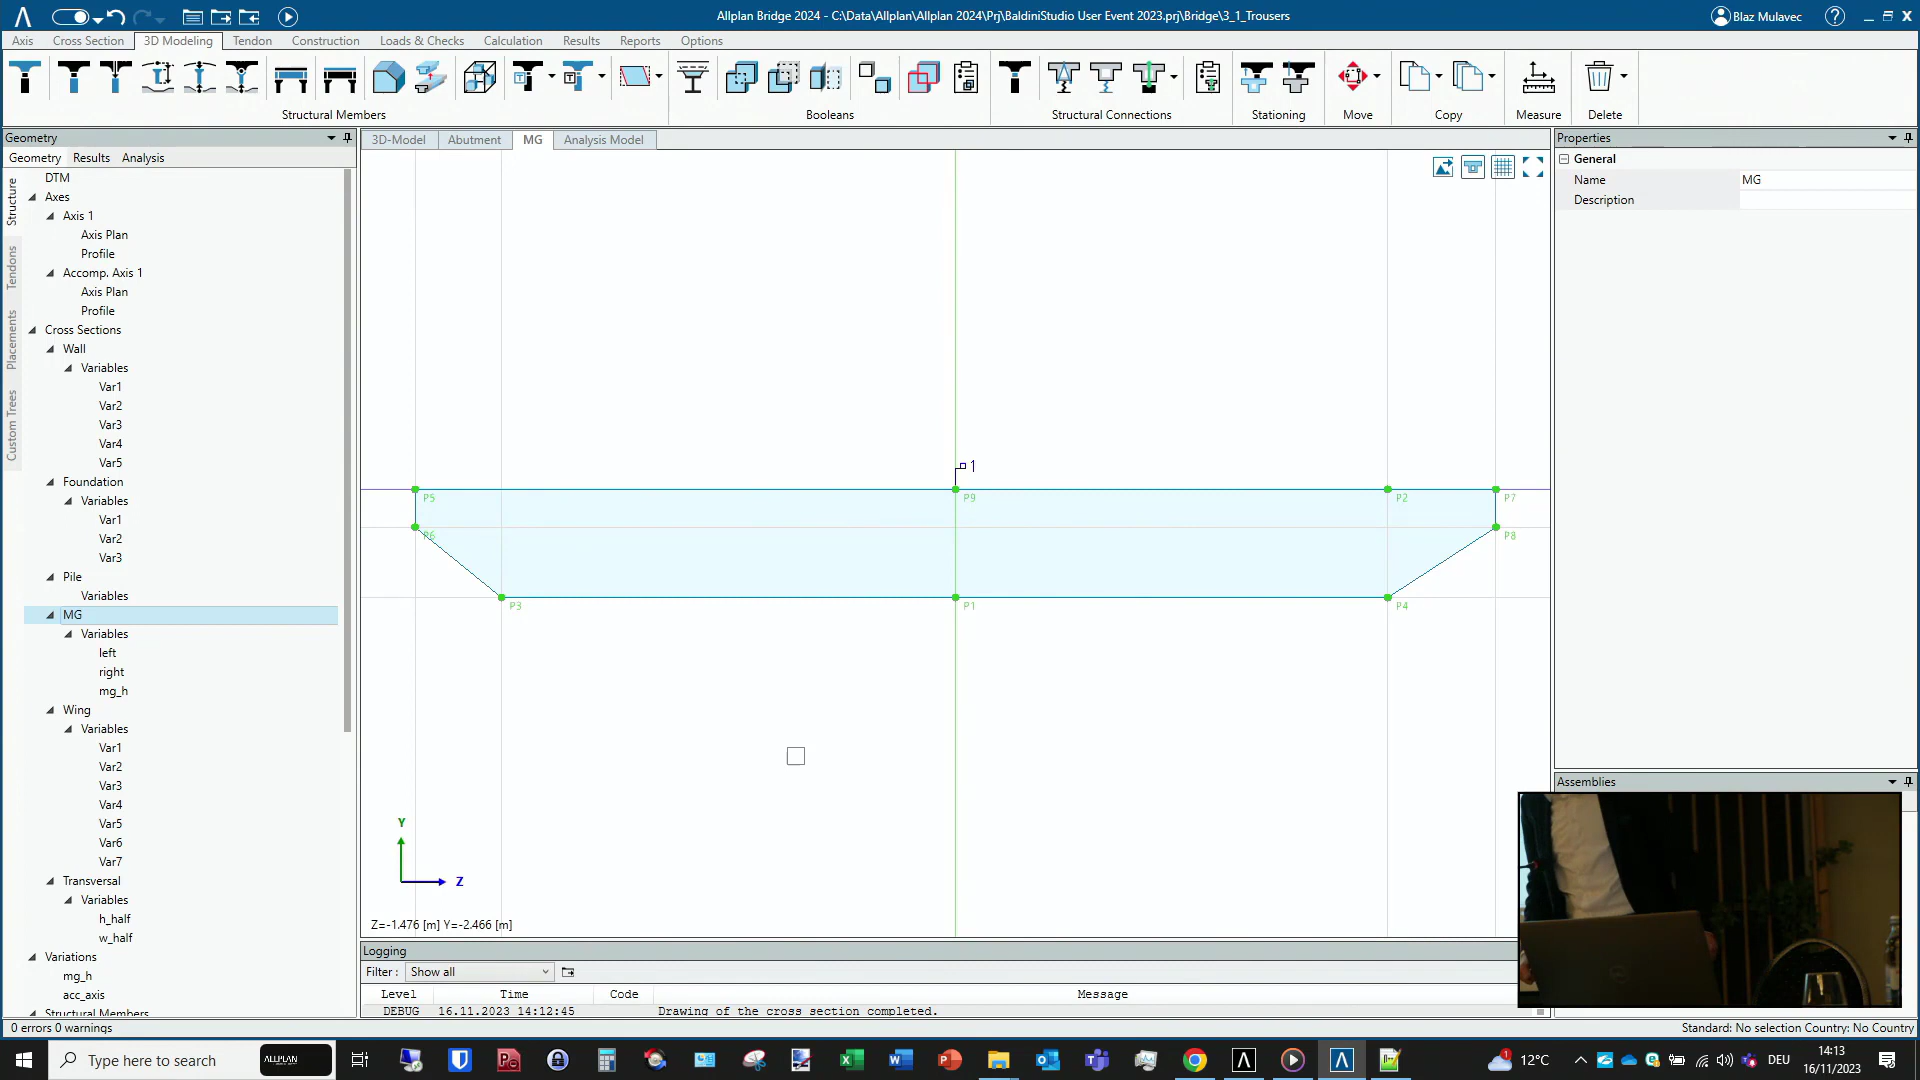 Allplan Bridge 2024 - C:\Data\Allplan\Allplan 2024\Prj\BaldiniStudio User Event 2023.prj\Bridge\3_1_Trousers
Blaz Mulavec
Axis Cross Section 3D Modeling Tendon Construction Loads & Checks Calculation Results Reports Options
Structural Members Booleans Structural Connections Stationing Move Copy Measure Delete
Geometry
Geometry Results Analysis
Structure
Tendons
Placements
Custom Trees
DTM
Axes
Axis 1
Axis Plan
Profile
Accomp. Axis 1
Axis Plan
Profile
Cross Sections
Wall
Variables
Var1
Var2
Var3
Var4
Var5
Foundation
Variables
Var1
Var2
Var3
Pile
Variables
MG
Variables
left
right
mg_h
Wing
Variables
Var1
Var2
Var3
Var4
Var5
Var6
Var7
Transversal
Variables
h_half
w_half
Variations
mg_h
acc_axis
Structural Members
3D-Model Abutment MG Analysis Model
1
P5 P9 P2 P7
P6 P8
P3 P1 P4
Y
Z
Z=-1.476 [m] Y=-2.466 [m]
Logging
Filter : Show all
Level Time Code Message
DEBUG 16.11.2023 14:12:45 Drawing of the cross section completed.
Properties
General
Name MG
Description
Assemblies
0 errors 0 warnings
Standard: No selection Country: No Country
Type here to search
ALLPLAN
12°C
DEU
14:13
16/11/2023